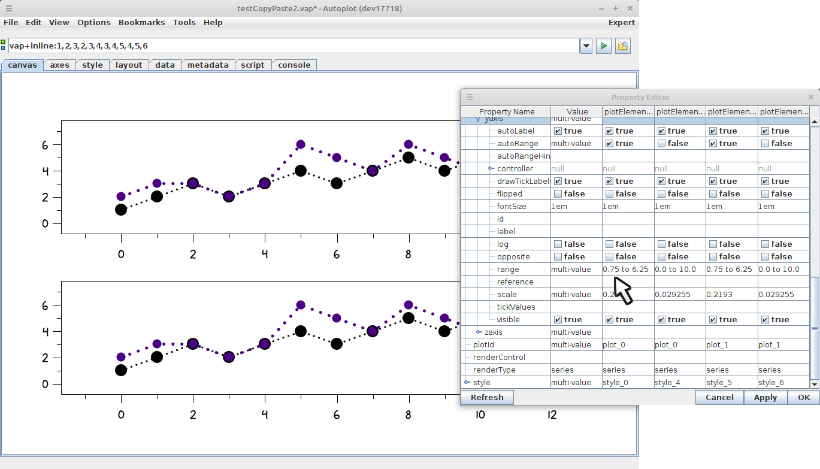 testCopyPaste2.vap* - Autoplot (dev17718)
File Edit View Options Bookmarks Tools Help Expert
vap+inline:1,2,3,2,3,4,3,4,5,4,5,6
canvas axes style layout data metadata script console
6
4
2
0
0 2 4 6 8
6
4
2
0
0 2 4 6 8 10 12
Property Editor
Property Name Value plotElemen... plotElemen... plotElemen... plotElemen...
yaxis multi-value
autoLabel true true true true true
autoRange multi-value true false true false
autoRangeHin
controller null null null null null
drawTickLabel true true true true true
flipped false false false false false
fontSize 1em 1em 1em 1em 1em
id
label
log false false false false false
opposite false false false false false
range multi-value 0.75 to 6.25 0.0 to 10.0 0.75 to 6.25 0.0 to 10.0
reference
scale multi-value 0.029255 0.2193 0.029255
tickValues
visible true true true true true
zaxis multi-value
plotId multi-value plot_0 plot_0 plot_1 plot_1
renderControl
renderType series series series series series
style multi-value style_0 style_4 style_5 style_6
Refresh Cancel Apply OK